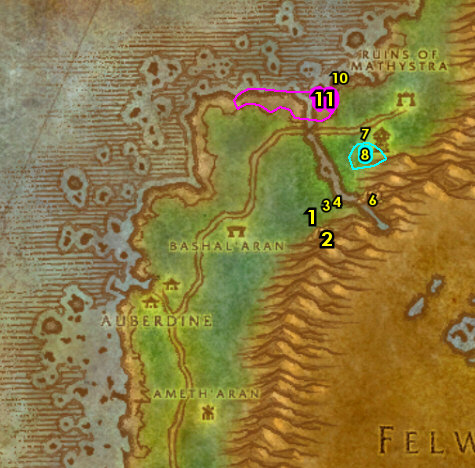 RUINS OF
MATHYSTRA
10
11
7
8
6
3 4
1
2
BASHAL'ARAN
AUBERDINE
AMETH'ARAN
FELW